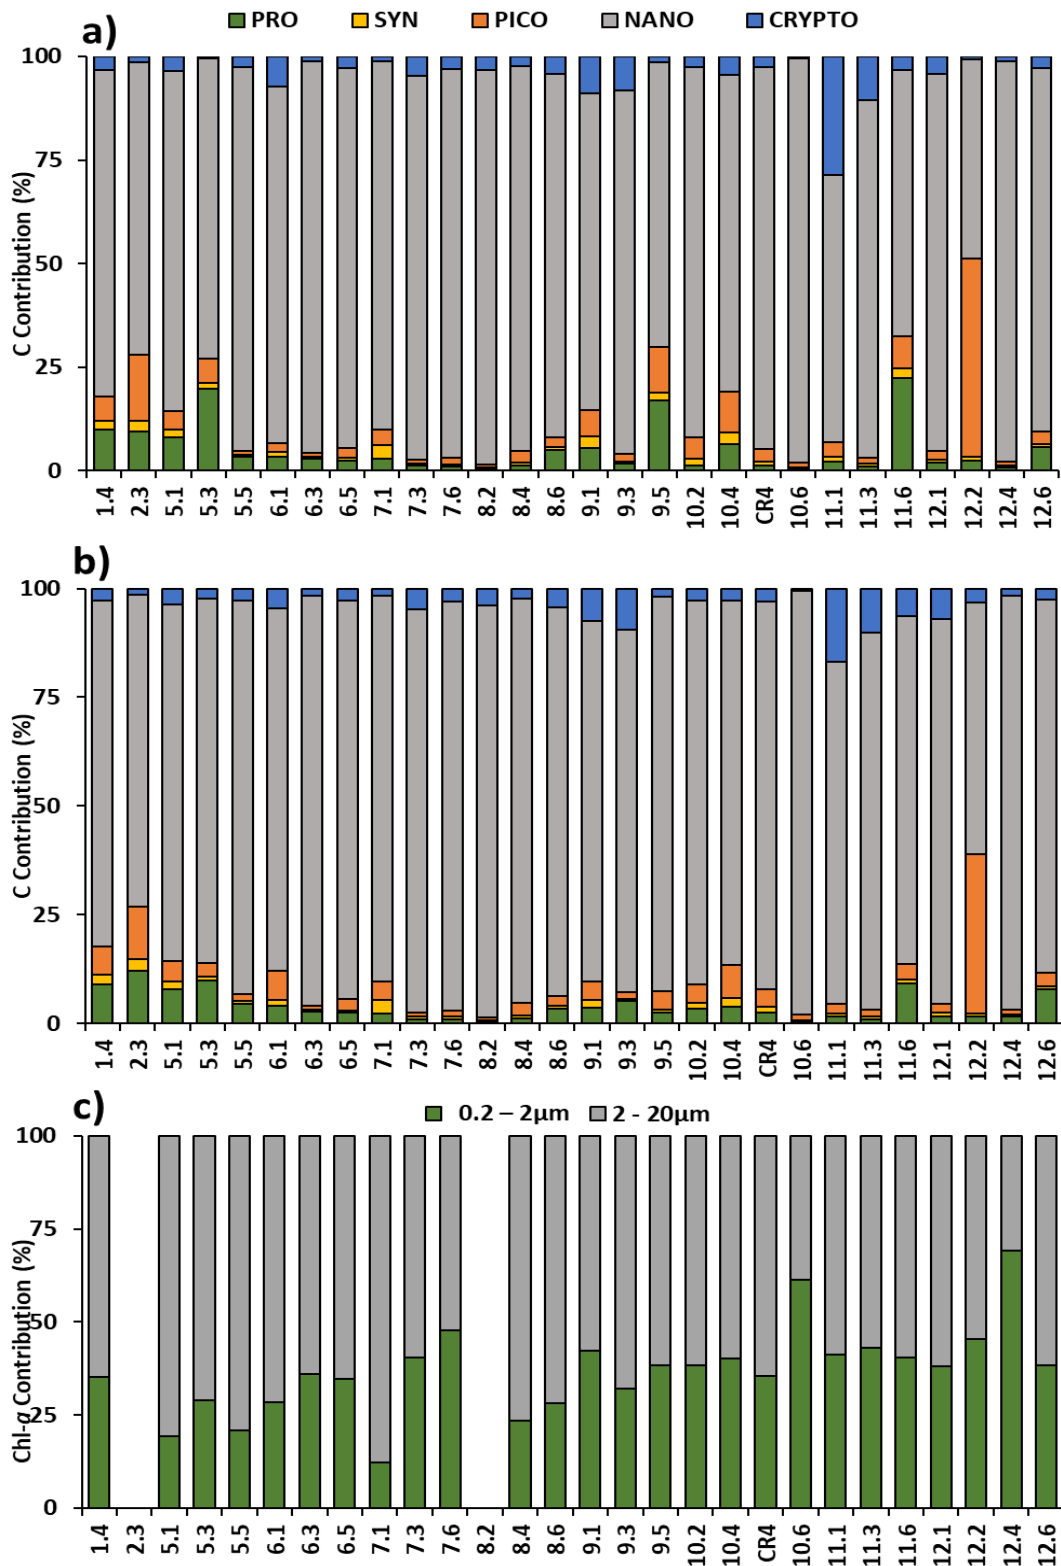 PRO SYN PICO NANO CRYPTO
a)
100
75
50
25
0
C Contribution (%)
1.4 2.3 5.1 5.3 5.5 6.1 6.3 6.5 7.1 7.3 7.6 8.2 8.4 8.6 9.1 9.3 9.5 10.2 10.4 CR4 10.6 11.1 11.3 11.6 12.1 12.2 12.4 12.6
b)
100
75
50
25
0
C Contribution (%)
1.4 2.3 5.1 5.3 5.5 6.1 6.3 6.5 7.1 7.3 7.6 8.2 8.4 8.6 9.1 9.3 9.5 10.2 10.4 CR4 10.6 11.1 11.3 11.6 12.1 12.2 12.4 12.6
c)
0.2 – 2µm 2 - 20µm
100
75
50
25
0
Chl-a Contribution (%)
1.4 2.3 5.1 5.3 5.5 6.1 6.3 6.5 7.1 7.3 7.6 8.2 8.4 8.6 9.1 9.3 9.5 10.2 10.4 CR4 10.6 11.1 11.3 11.6 12.1 12.2 12.4 12.6